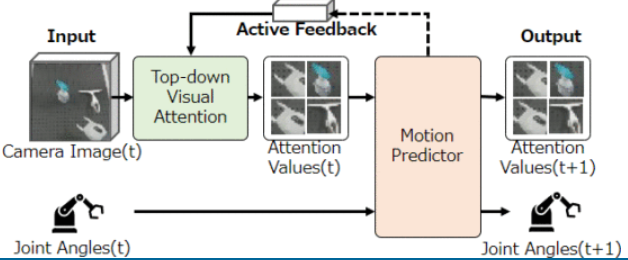 Input
Active Feedback
Output
Top-down
Visual
Attention
Camera Image(t)
Attention
Values(t)
Motion
Predictor
Attention
Values(t+1)
Joint Angles(t)
Joint Angles(t+1)